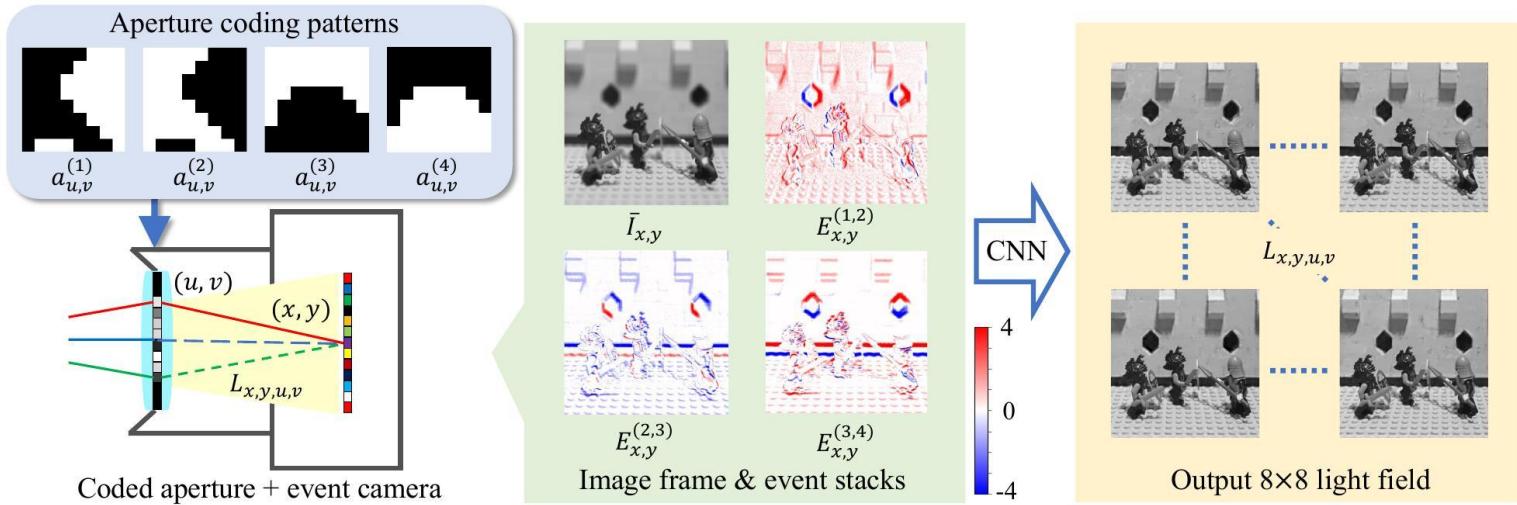 Aperture coding patterns
a_{u,v}^{(1)} a_{u,v}^{(2)} a_{u,v}^{(3)} a_{u,v}^{(4)}
(u, v)
(x, y)
L_{x,y,u,v}
Coded aperture + event camera
Ī_{x,y} E_{x,y}^{(1,2)}
E_{x,y}^{(2,3)} E_{x,y}^{(3,4)}
Image frame & event stacks
4
0
-4
CNN
L_{x,y,u,v}
Output 8×8 light field